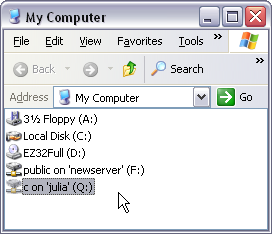 My Computer
File Edit View Favorites Tools »
Back Search »
Address My Computer Go
3½ Floppy (A:)
Local Disk (C:)
EZ32Full (D:)
public on 'newserver' (F:)
c on 'julia' (Q:)